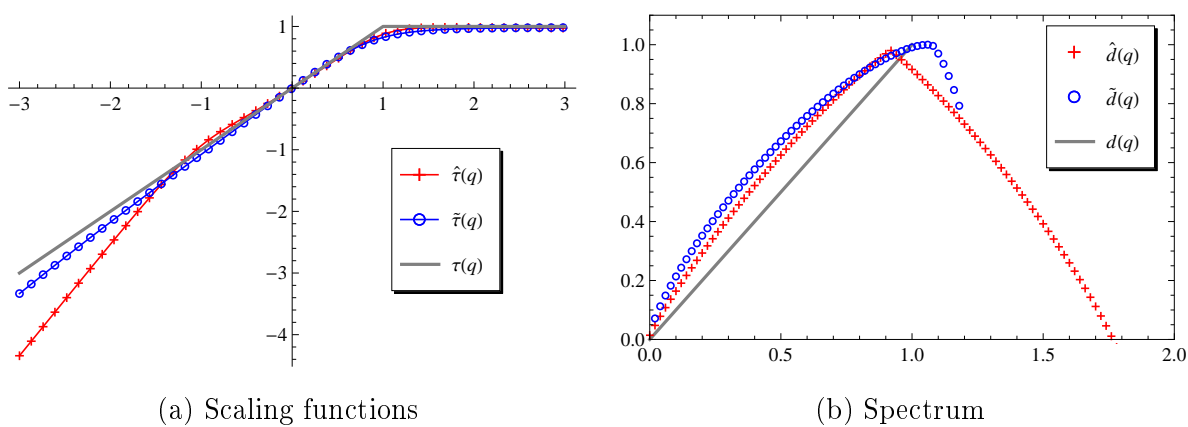 1
−3
−2
−1
1
2
3
−1
−2
−3
−4
τ̂(q)
τ̃(q)
τ(q)
(a) Scaling functions
1.0
0.8
0.6
0.4
0.2
0.0
0.0
0.5
1.0
1.5
2.0
d̂(q)
d̃(q)
d(q)
(b) Spectrum